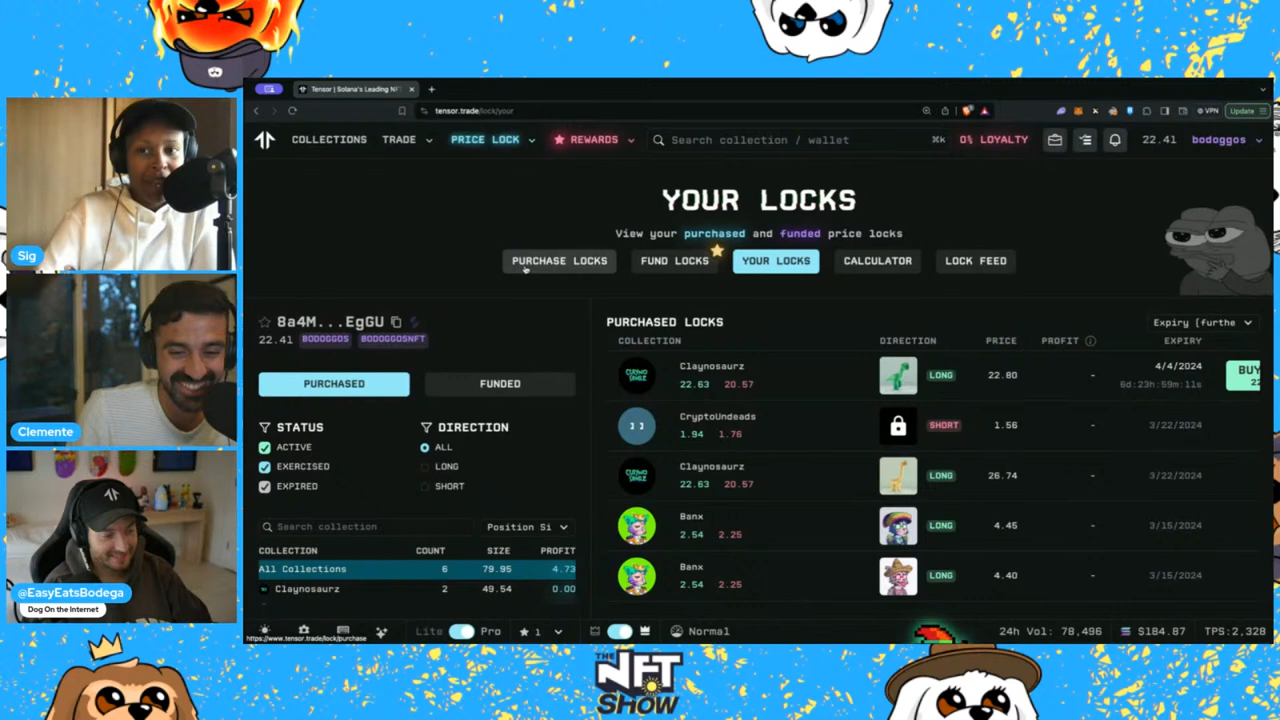 Tensor | Solana's Leading NF
tensor.trade/lock/your
VPN
Update
COLLECTIONS
TRADE
PRICE LOCK
REWARDS
Search collection / wallet
⌘k
0% LOYALTY
22.41
bodoggos
YOUR LOCKS
View your purchased and funded price locks
PURCHASE LOCKS
FUND LOCKS
YOUR LOCKS
CALCULATOR
LOCK FEED
Sig
8a4M...EgGU
22.41 BODOGGOS BODOGGOSNFT
PURCHASED
FUNDED
STATUS
DIRECTION
ACTIVE
ALL
EXERCISED
LONG
EXPIRED
SHORT
Search collection
Position Si
COLLECTION COUNT SIZE PROFIT
All Collections 6 79.95 4.73
Claynosaurz 2 49.54 0.00
PURCHASED LOCKS
Expiry [furthe
COLLECTION DIRECTION PRICE PROFIT EXPIRY
Claynosaurz
22.63 20.57
LONG
22.80
-
4/4/2024
6d:23h:59m:11s
BUY
22
CryptoUndeads
1.94 1.76
SHORT
1.56
-
3/22/2024
Claynosaurz
22.63 20.57
LONG
26.74
-
3/22/2024
Banx
2.54 2.25
LONG
4.45
-
3/15/2024
Banx
2.54 2.25
LONG
4.40
-
3/15/2024
Clemente
@EasyEatsBodega
Dog On the Internet
https://www.tensor.trade/lock/purchase
Lite
Pro
1
Normal
24h Vol: 78,496
$184.87
TPS:2,328
THE
NFT
SHOW